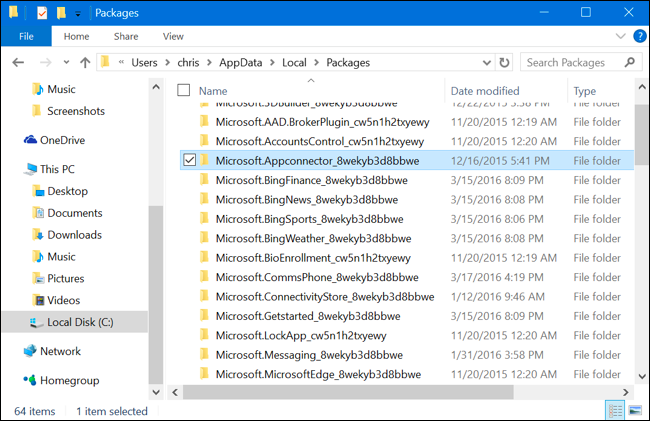 Packages
File Home Share View
« Users › chris › AppData › Local › Packages
Search Packages
Name Date modified Type
Microsoft.3DBuilder_8wekyb3d8bbwe 12/22/2015 5:58 PM File folder
Microsoft.AAD.BrokerPlugin_cw5n1h2txyewy 11/20/2015 12:19 AM File folder
Microsoft.AccountsControl_cw5n1h2txyewy 11/20/2015 12:20 AM File folder
Microsoft.Appconnector_8wekyb3d8bbwe 12/16/2015 5:41 PM File folder
Microsoft.BingFinance_8wekyb3d8bbwe 3/15/2016 8:09 PM File folder
Microsoft.BingNews_8wekyb3d8bbwe 3/15/2016 8:08 PM File folder
Microsoft.BingSports_8wekyb3d8bbwe 3/15/2016 8:06 PM File folder
Microsoft.BingWeather_8wekyb3d8bbwe 3/15/2016 8:08 PM File folder
Microsoft.BioEnrollment_cw5n1h2txyewy 11/20/2015 12:19 AM File folder
Microsoft.CommsPhone_8wekyb3d8bbwe 3/17/2016 4:19 PM File folder
Microsoft.ConnectivityStore_8wekyb3d8bbwe 1/12/2016 9:46 AM File folder
Microsoft.Getstarted_8wekyb3d8bbwe 3/15/2016 8:09 PM File folder
Microsoft.LockApp_cw5n1h2txyewy 11/20/2015 12:20 AM File folder
Microsoft.Messaging_8wekyb3d8bbwe 1/31/2016 3:58 PM File folder
Microsoft.MicrosoftEdge_8wekyb3d8bbwe 11/20/2015 12:20 AM File folder
Music
Screenshots
OneDrive
This PC
Desktop
Documents
Downloads
Music
Pictures
Videos
Local Disk (C:)
Network
Homegroup
64 items 1 item selected